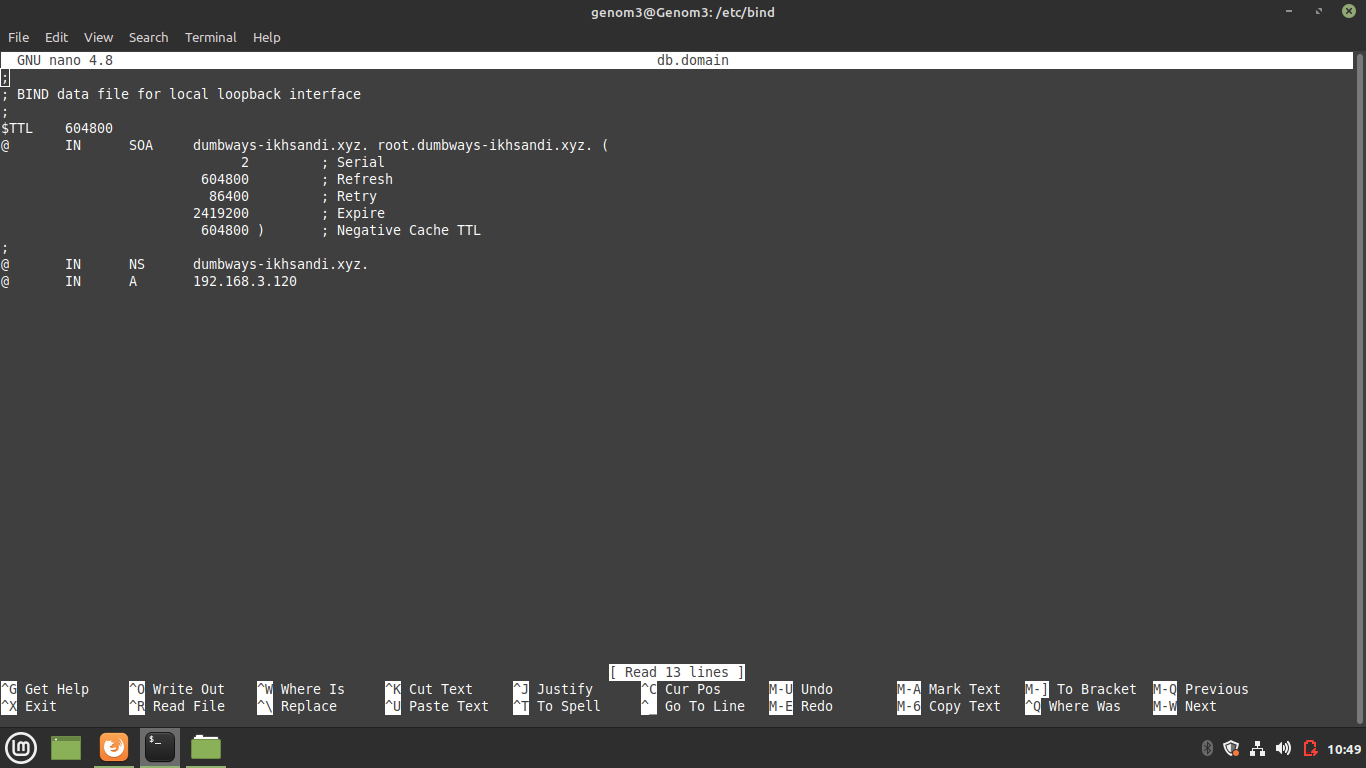 genom3@Genom3: /etc/bind
File Edit View Search Terminal Help
GNU nano 4.8 db.domain
;
; BIND data file for local loopback interface
;
$TTL 604800
@ IN SOA dumbways-ikhsandi.xyz. root.dumbways-ikhsandi.xyz. (
2 ; Serial
604800 ; Refresh
86400 ; Retry
2419200 ; Expire
604800 ) ; Negative Cache TTL
;
@ IN NS dumbways-ikhsandi.xyz.
@ IN A 192.168.3.120
[ Read 13 lines ]
^G Get Help ^O Write Out ^W Where Is ^K Cut Text ^J Justify ^C Cur Pos M-U Undo M-A Mark Text M-] To Bracket M-Q Previous
^X Exit ^R Read File ^\ Replace ^U Paste Text ^T To Spell ^_ Go To Line M-E Redo M-6 Copy Text ^Q Where Was M-W Next
$_
10:49